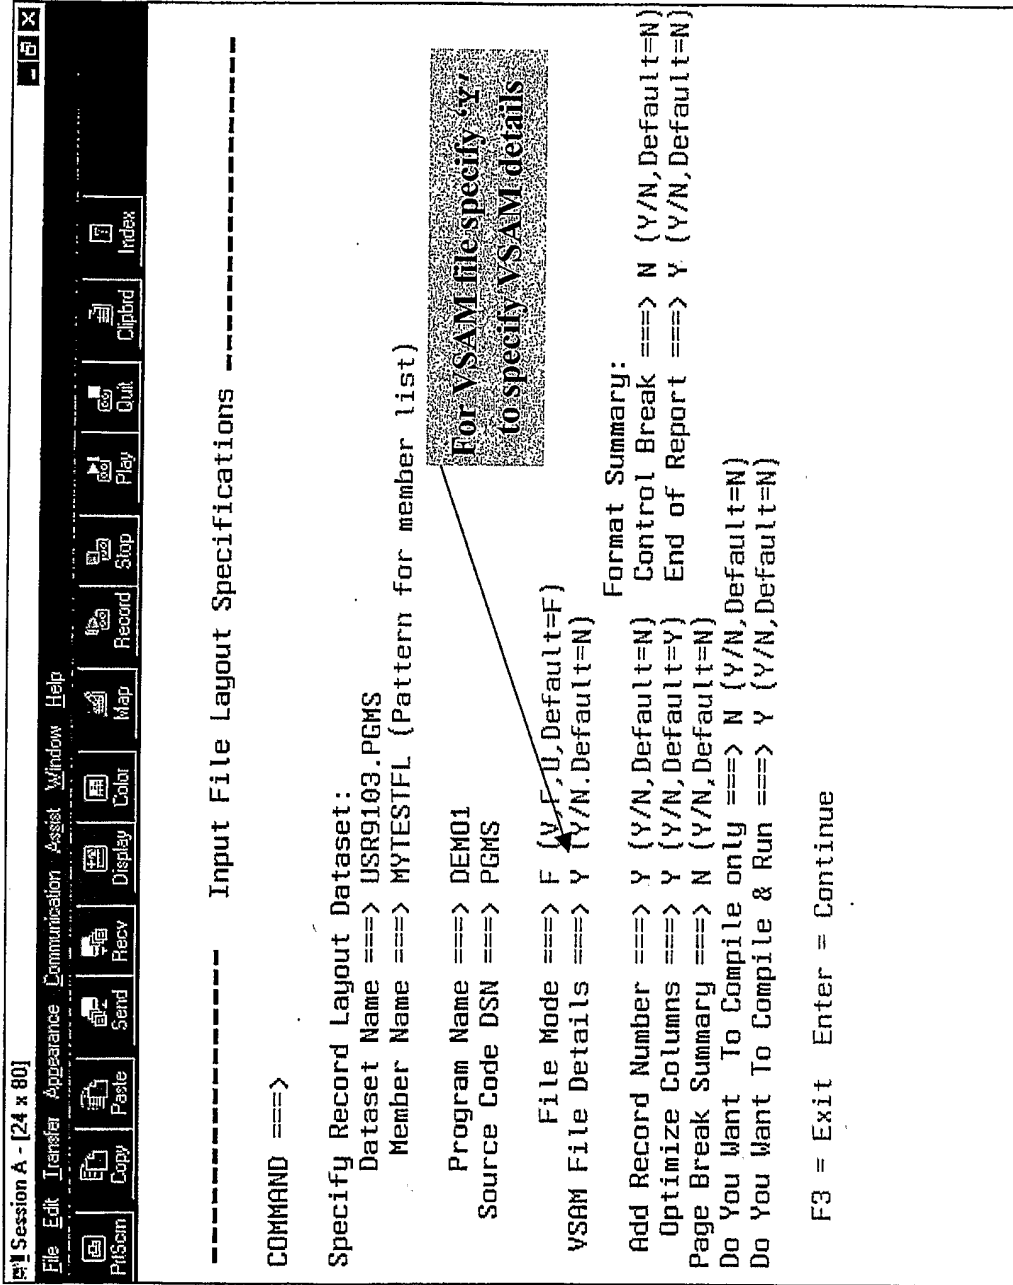 Session A - [24 x 80]
File Edit Transfer Appearance Communication Assist Window Help
PrtScrn Copy Paste Send Recv Display Color Map Record Stop Play Quit Clipbrd Index
-------------- Input File Layout Specifications ----------------------
COMMAND ===>
Specify Record Layout Dataset:
Dataset Name ===> USR9103.PGMS
Member Name ===> MYTESTFL (Pattern for member list)
For VSAM file specify ‘Y’
to specify VSAM details
Program Name ===> DEMO1
Source Code DSN ===> PGMS
File Mode ===> F (V,F,U,Default=F)
VSAM File Details ===> Y (Y/N.Default=N)
Format Summary:
Add Record Number ===> Y (Y/N,Default=N) Control Break ===> N (Y/N,Default=N)
Optimize Columns ===> Y (Y/N,Default=Y) End of Report ===> Y (Y/N,Default=N)
Page Break Summary ===> N (Y/N,Default=N)
Do You Want To Compile only ===> N (Y/N,Default=N)
Do You Want To Compile & Run ===> Y (Y/N,Default=N)
F3 = Exit Enter = Continue